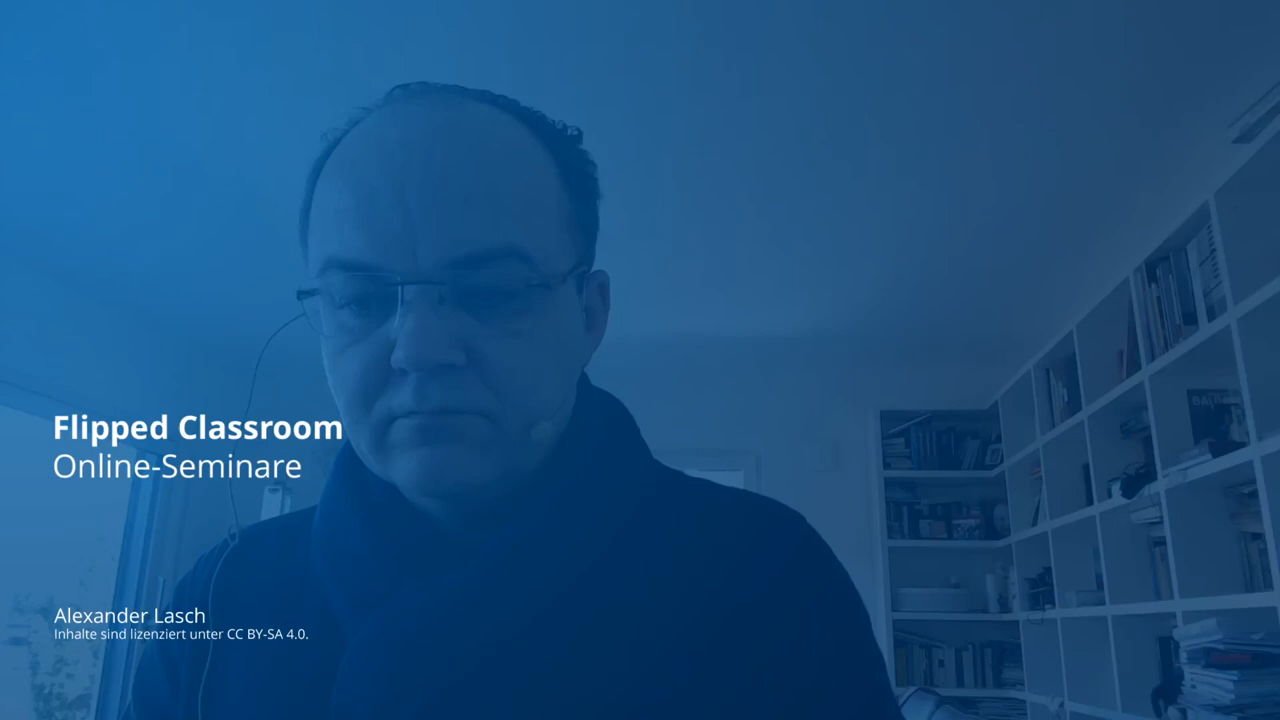 Flipped Classroom
Online-Seminare
Alexander Lasch
Inhalte sind lizenziert unter CC BY-SA 4.0.